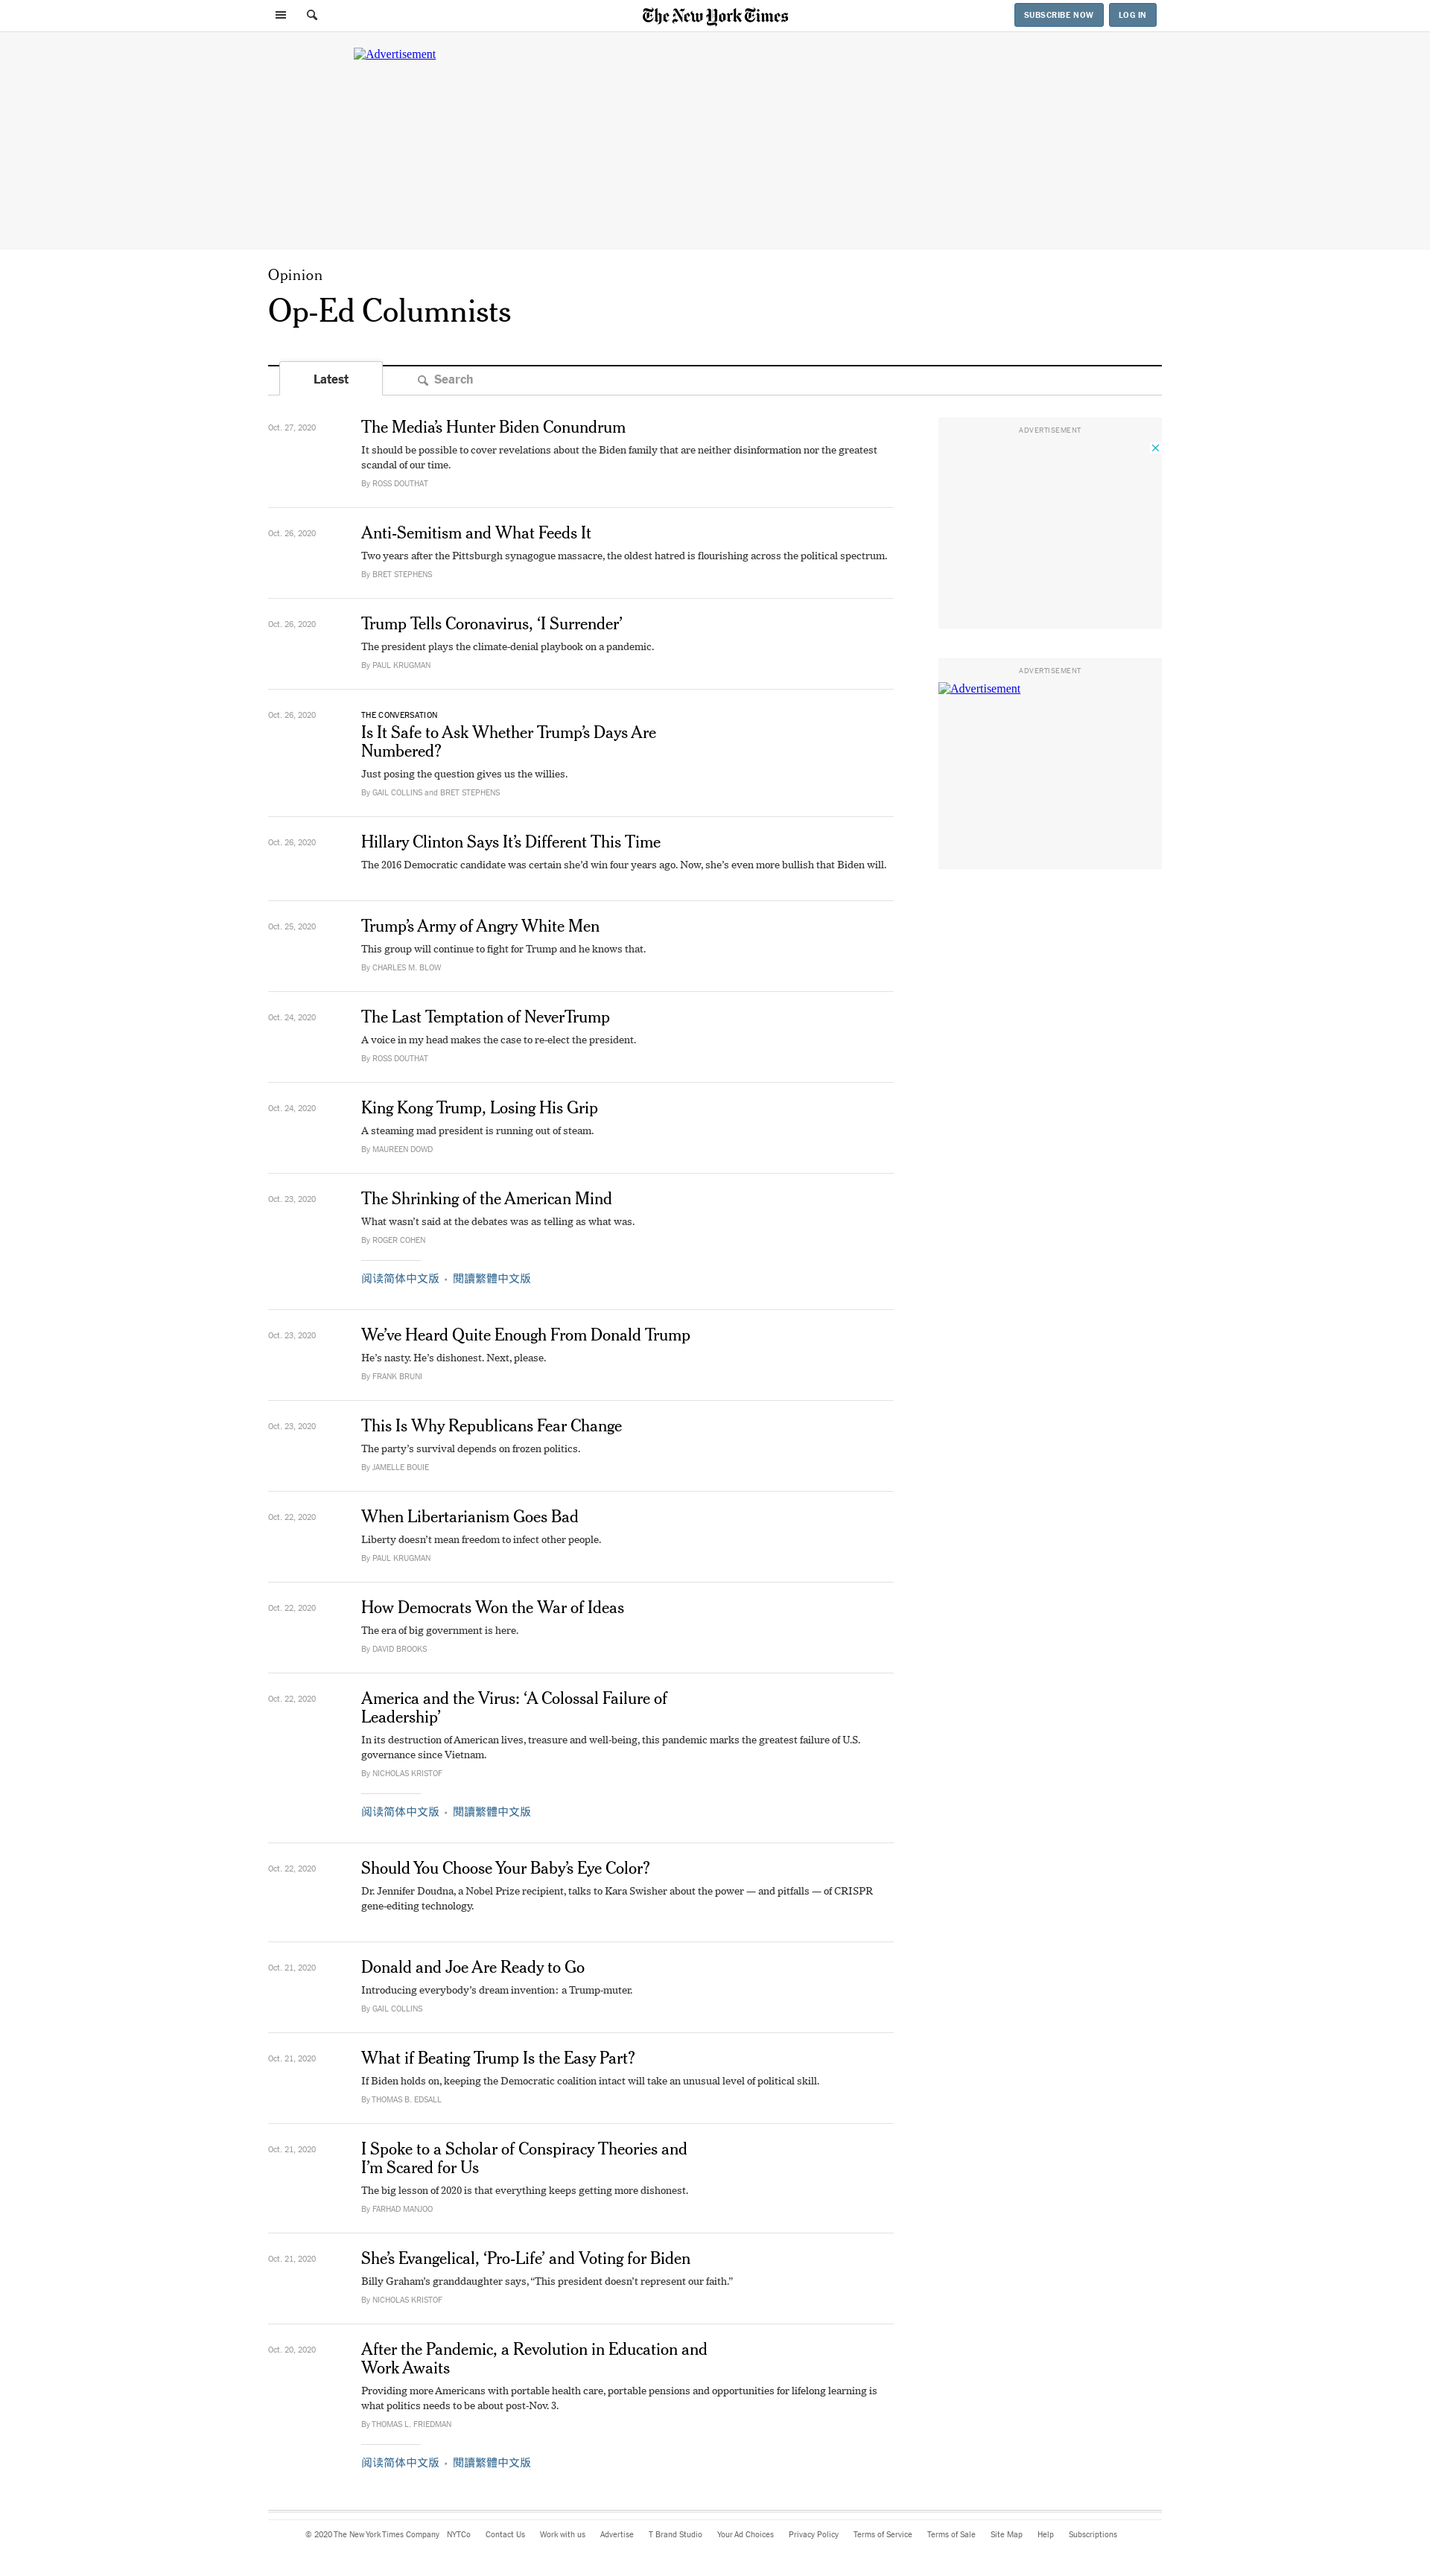 The New York Times
SUBSCRIBE NOW
LOG IN
Advertisement
Opinion
Op-Ed Columnists
Latest
Search
Oct. 27, 2020
The Media’s Hunter Biden Conundrum
It should be possible to cover revelations about the Biden family that are neither disinformation nor the greatest
scandal of our time.
By ROSS DOUTHAT
Oct. 26, 2020
Anti-Semitism and What Feeds It
Two years after the Pittsburgh synagogue massacre, the oldest hatred is flourishing across the political spectrum.
By BRET STEPHENS
Oct. 26, 2020
Trump Tells Coronavirus, ‘I Surrender’
The president plays the climate-denial playbook on a pandemic.
By PAUL KRUGMAN
Oct. 26, 2020
THE CONVERSATION
Is It Safe to Ask Whether Trump’s Days Are
Numbered?
Just posing the question gives us the willies.
By GAIL COLLINS and BRET STEPHENS
Oct. 26, 2020
Hillary Clinton Says It’s Different This Time
The 2016 Democratic candidate was certain she’d win four years ago. Now, she’s even more bullish that Biden will.
Oct. 25, 2020
Trump’s Army of Angry White Men
This group will continue to fight for Trump and he knows that.
By CHARLES M. BLOW
Oct. 24, 2020
The Last Temptation of NeverTrump
A voice in my head makes the case to re-elect the president.
By ROSS DOUTHAT
Oct. 24, 2020
King Kong Trump, Losing His Grip
A steaming mad president is running out of steam.
By MAUREEN DOWD
Oct. 23, 2020
The Shrinking of the American Mind
What wasn’t said at the debates was as telling as what was.
By ROGER COHEN
阅读简体中文版 • 閱讀繁體中文版
Oct. 23, 2020
We’ve Heard Quite Enough From Donald Trump
He’s nasty. He’s dishonest. Next, please.
By FRANK BRUNI
Oct. 23, 2020
This Is Why Republicans Fear Change
The party’s survival depends on frozen politics.
By JAMELLE BOUIE
Oct. 22, 2020
When Libertarianism Goes Bad
Liberty doesn’t mean freedom to infect other people.
By PAUL KRUGMAN
Oct. 22, 2020
How Democrats Won the War of Ideas
The era of big government is here.
By DAVID BROOKS
Oct. 22, 2020
America and the Virus: ‘A Colossal Failure of
Leadership’
In its destruction of American lives, treasure and well-being, this pandemic marks the greatest failure of U.S.
governance since Vietnam.
By NICHOLAS KRISTOF
阅读简体中文版 • 閱讀繁體中文版
Oct. 22, 2020
Should You Choose Your Baby’s Eye Color?
Dr. Jennifer Doudna, a Nobel Prize recipient, talks to Kara Swisher about the power — and pitfalls — of CRISPR
gene-editing technology.
Oct. 21, 2020
Donald and Joe Are Ready to Go
Introducing everybody’s dream invention: a Trump-muter.
By GAIL COLLINS
Oct. 21, 2020
What if Beating Trump Is the Easy Part?
If Biden holds on, keeping the Democratic coalition intact will take an unusual level of political skill.
By THOMAS B. EDSALL
Oct. 21, 2020
I Spoke to a Scholar of Conspiracy Theories and
I’m Scared for Us
The big lesson of 2020 is that everything keeps getting more dishonest.
By FARHAD MANJOO
Oct. 21, 2020
She’s Evangelical, ‘Pro-Life’ and Voting for Biden
Billy Graham’s granddaughter says, “This president doesn’t represent our faith.”
By NICHOLAS KRISTOF
Oct. 20, 2020
After the Pandemic, a Revolution in Education and
Work Awaits
Providing more Americans with portable health care, portable pensions and opportunities for lifelong learning is
what politics needs to be about post-Nov. 3.
By THOMAS L. FRIEDMAN
阅读简体中文版 • 閱讀繁體中文版
ADVERTISEMENT
ADVERTISEMENT
Advertisement
© 2020 The New York Times Company NYTCo Contact Us Work with us Advertise T Brand Studio Your Ad Choices Privacy Policy Terms of Service Terms of Sale Site Map Help Subscriptions